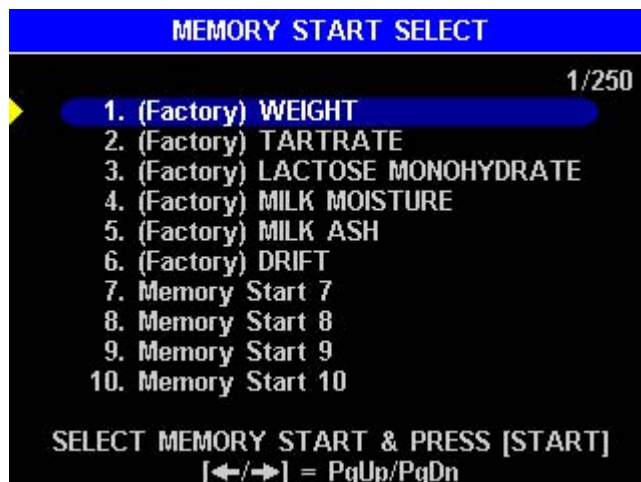 MEMORY START SELECT
1/250
1. (Factory) WEIGHT
2. (Factory) TARTRATE
3. (Factory) LACTOSE MONOHYDRATE
4. (Factory) MILK MOISTURE
5. (Factory) MILK ASH
6. (Factory) DRIFT
7. Memory Start 7
8. Memory Start 8
9. Memory Start 9
10. Memory Start 10
SELECT MEMORY START & PRESS [START]
[←/→] = PgUp/PgDn